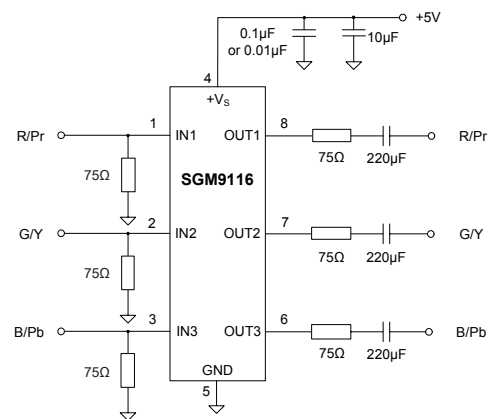 +5V
0.1µF
or 0.01µF
10µF
4
+VS
R/Pr
1
IN1
OUT1
8
R/Pr
75Ω
75Ω
220µF
SGM9116
G/Y
2
IN2
OUT2
7
G/Y
75Ω
75Ω
220µF
B/Pb
3
IN3
OUT3
6
B/Pb
75Ω
75Ω
220µF
GND
5